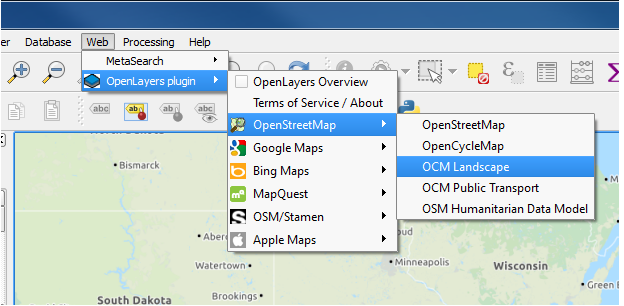 er Database Web Processing Help
MetaSearch
OpenLayers plugin
OpenLayers Overview
Terms of Service / About
OpenStreetMap
Google Maps
Bing Maps
MapQuest
OSM/Stamen
Apple Maps
OpenStreetMap
OpenCycleMap
OCM Landscape
OCM Public Transport
OSM Humanitarian Data Model
abc ab abc abc
Bismarck
Aberd
Watertown
Brookings
South Dakota
Minneapolis
Wisconsin